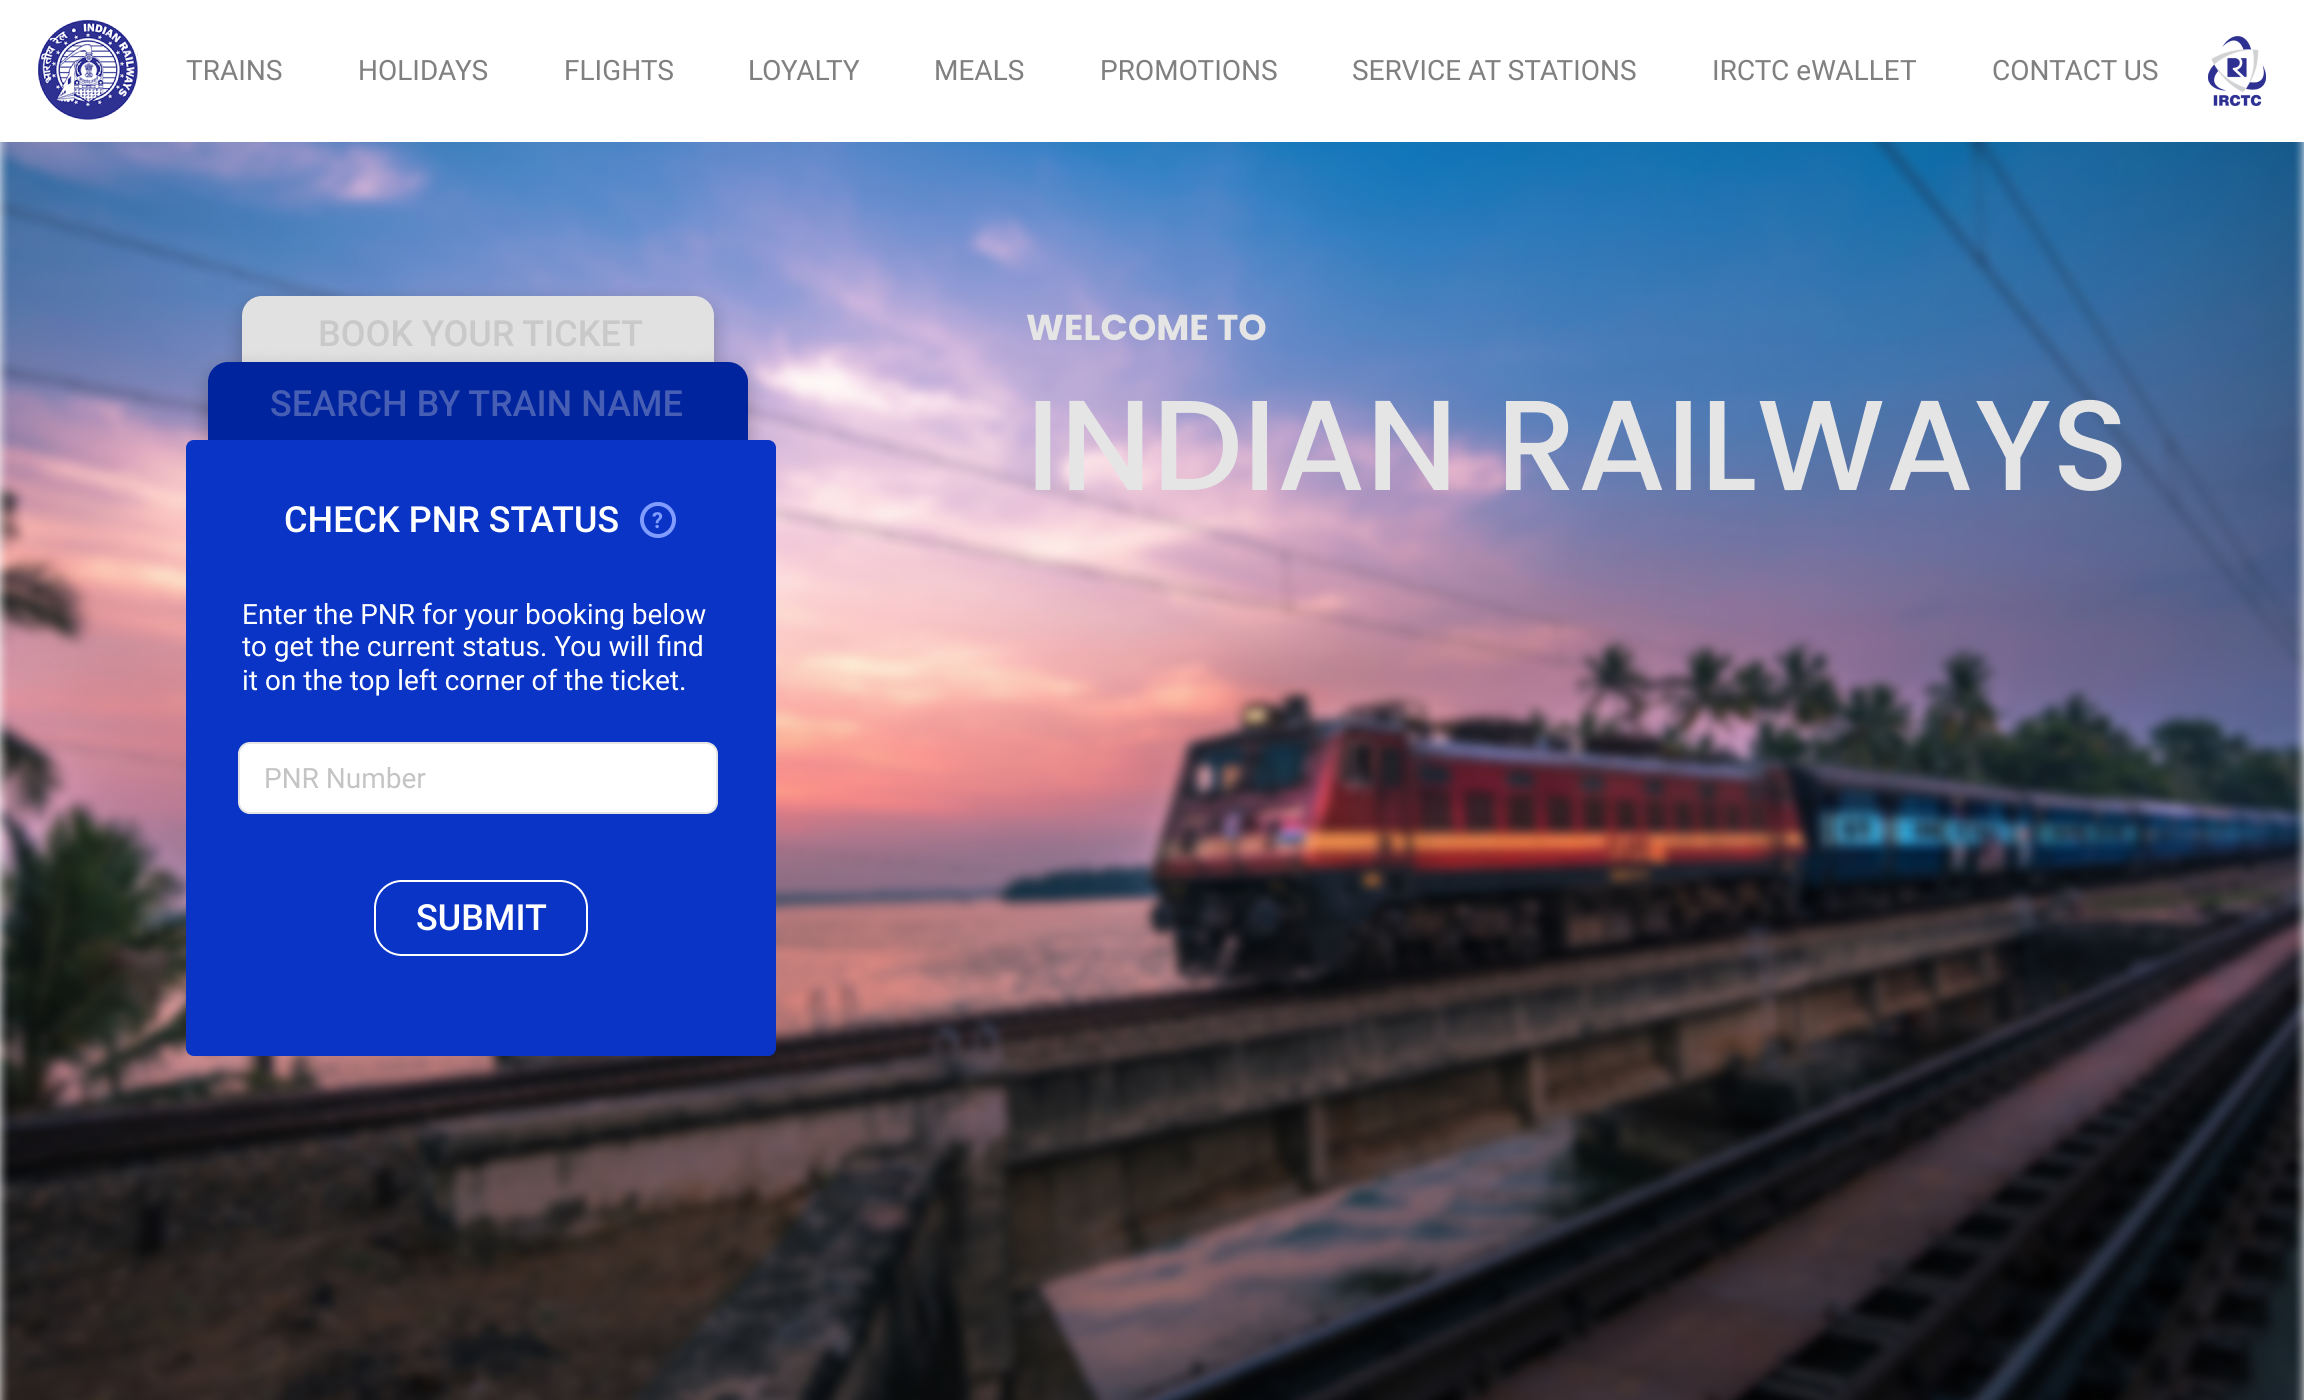 भारतीय रेल • INDIAN RAILWAYS
TRAINS
HOLIDAYS
FLIGHTS
LOYALTY
MEALS
PROMOTIONS
SERVICE AT STATIONS
IRCTC eWALLET
CONTACT US
IRCTC
BOOK YOUR TICKET
SEARCH BY TRAIN NAME
WELCOME TO
INDIAN RAILWAYS
CHECK PNR STATUS ?
Enter the PNR for your booking below
to get the current status. You will find
it on the top left corner of the ticket.
PNR Number
SUBMIT